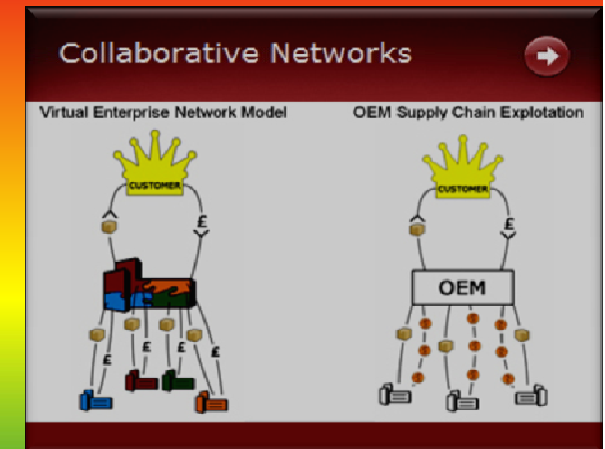 Collaborative Networks
Virtual Enterprise Network Model
OEM Supply Chain Explotation
CUSTOMER
CUSTOMER
£
£
OEM
£
£
£
£